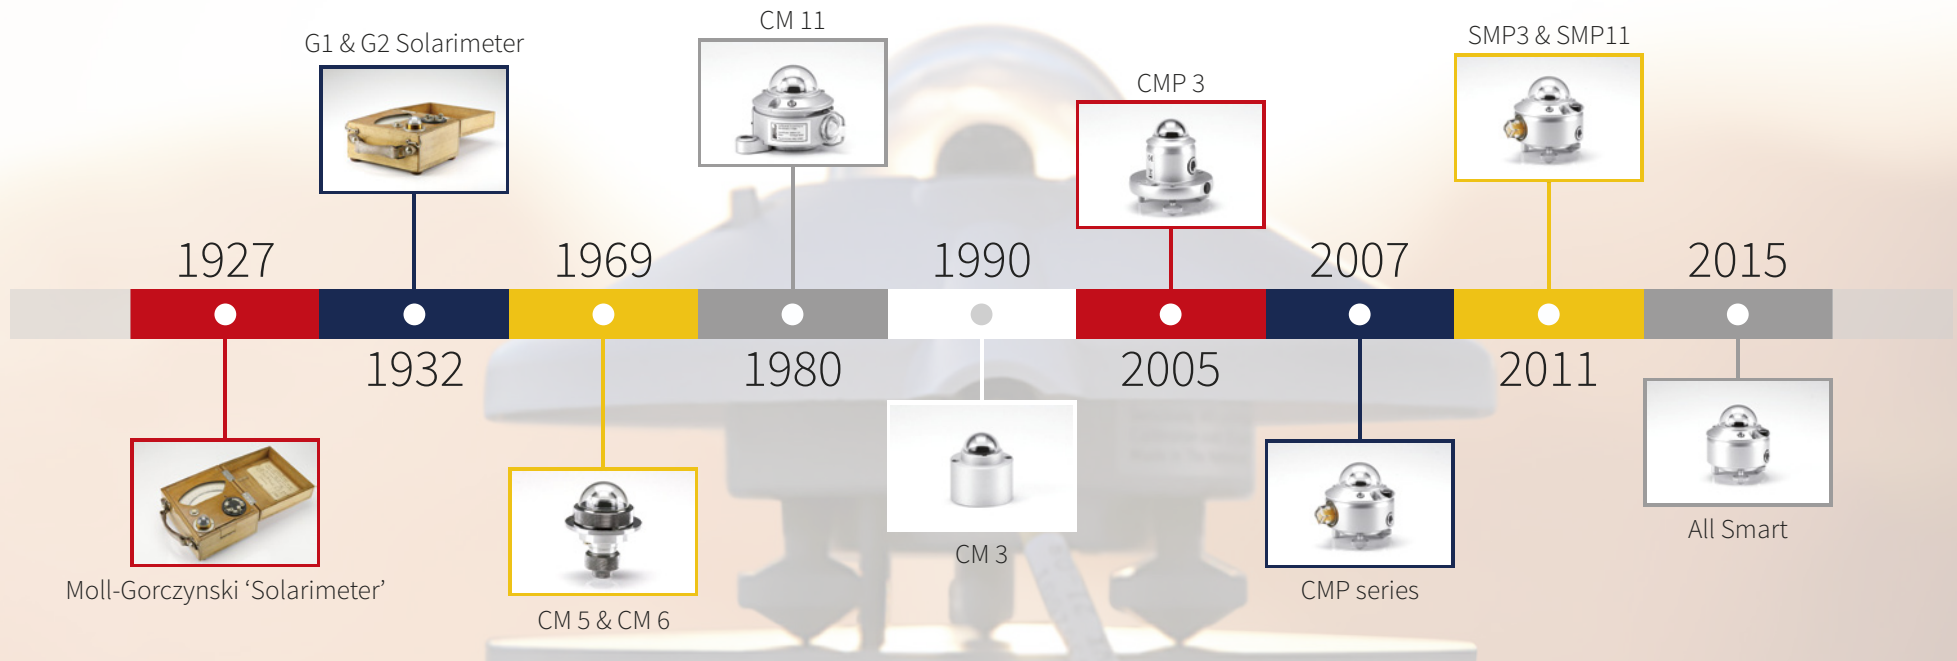 CM 11
G1 & G2 Solarimeter
SMP3 & SMP11
CMP 3
1927
1969
1990
2007
2015
1932
1980
2005
2011
All Smart
CM 3
Moll-Gorczynski ‘Solarimeter’
CMP series
CM 5 & CM 6